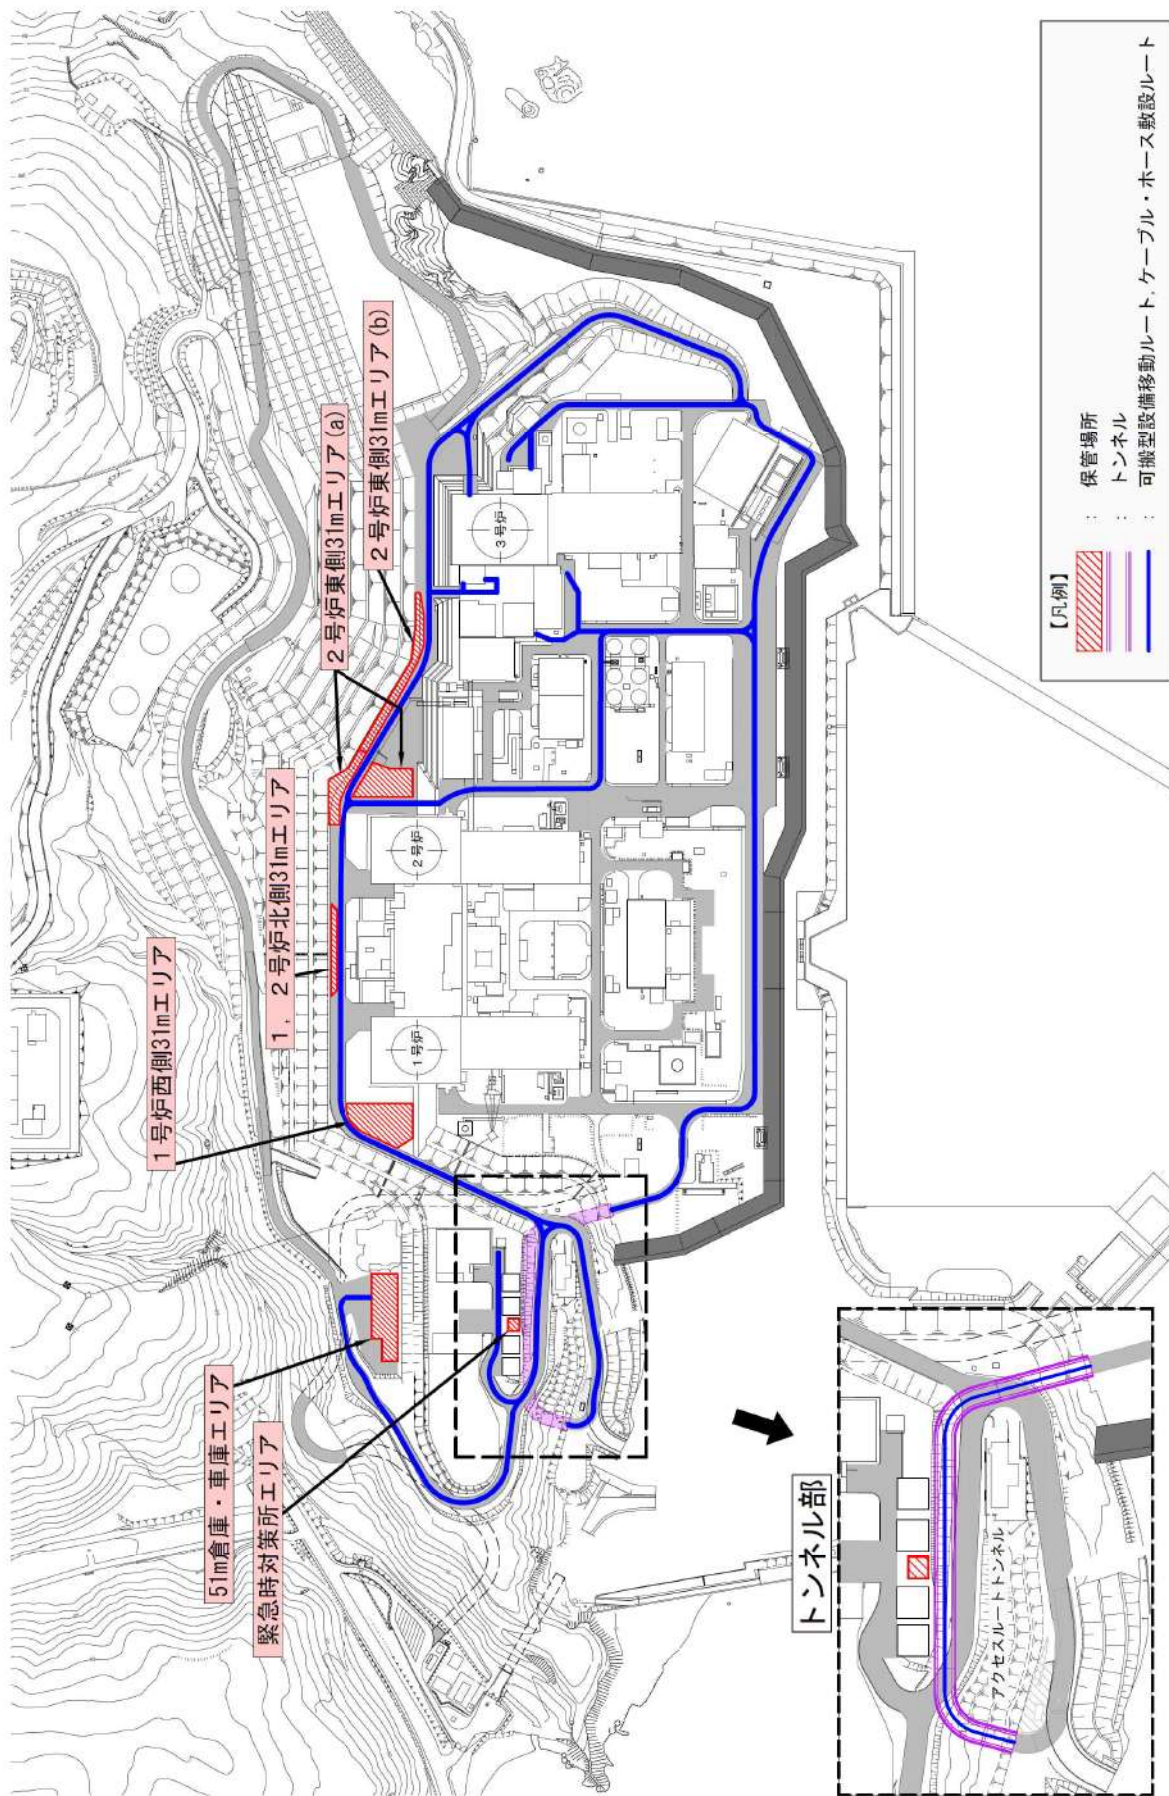 51m倉庫・車庫エリア
緊急時対策所エリア
1号炉西側31mエリア
1，2号炉北側31mエリア
2号炉東側31mエリア(a)
2号炉東側31mエリア(b)
1号炉
2号炉
3号炉
トンネル部
アクセスルートトンネル
【凡例】
：保管場所
：トンネル
：可搬型設備移動ルート，ケーブル・ホース敷設ルート